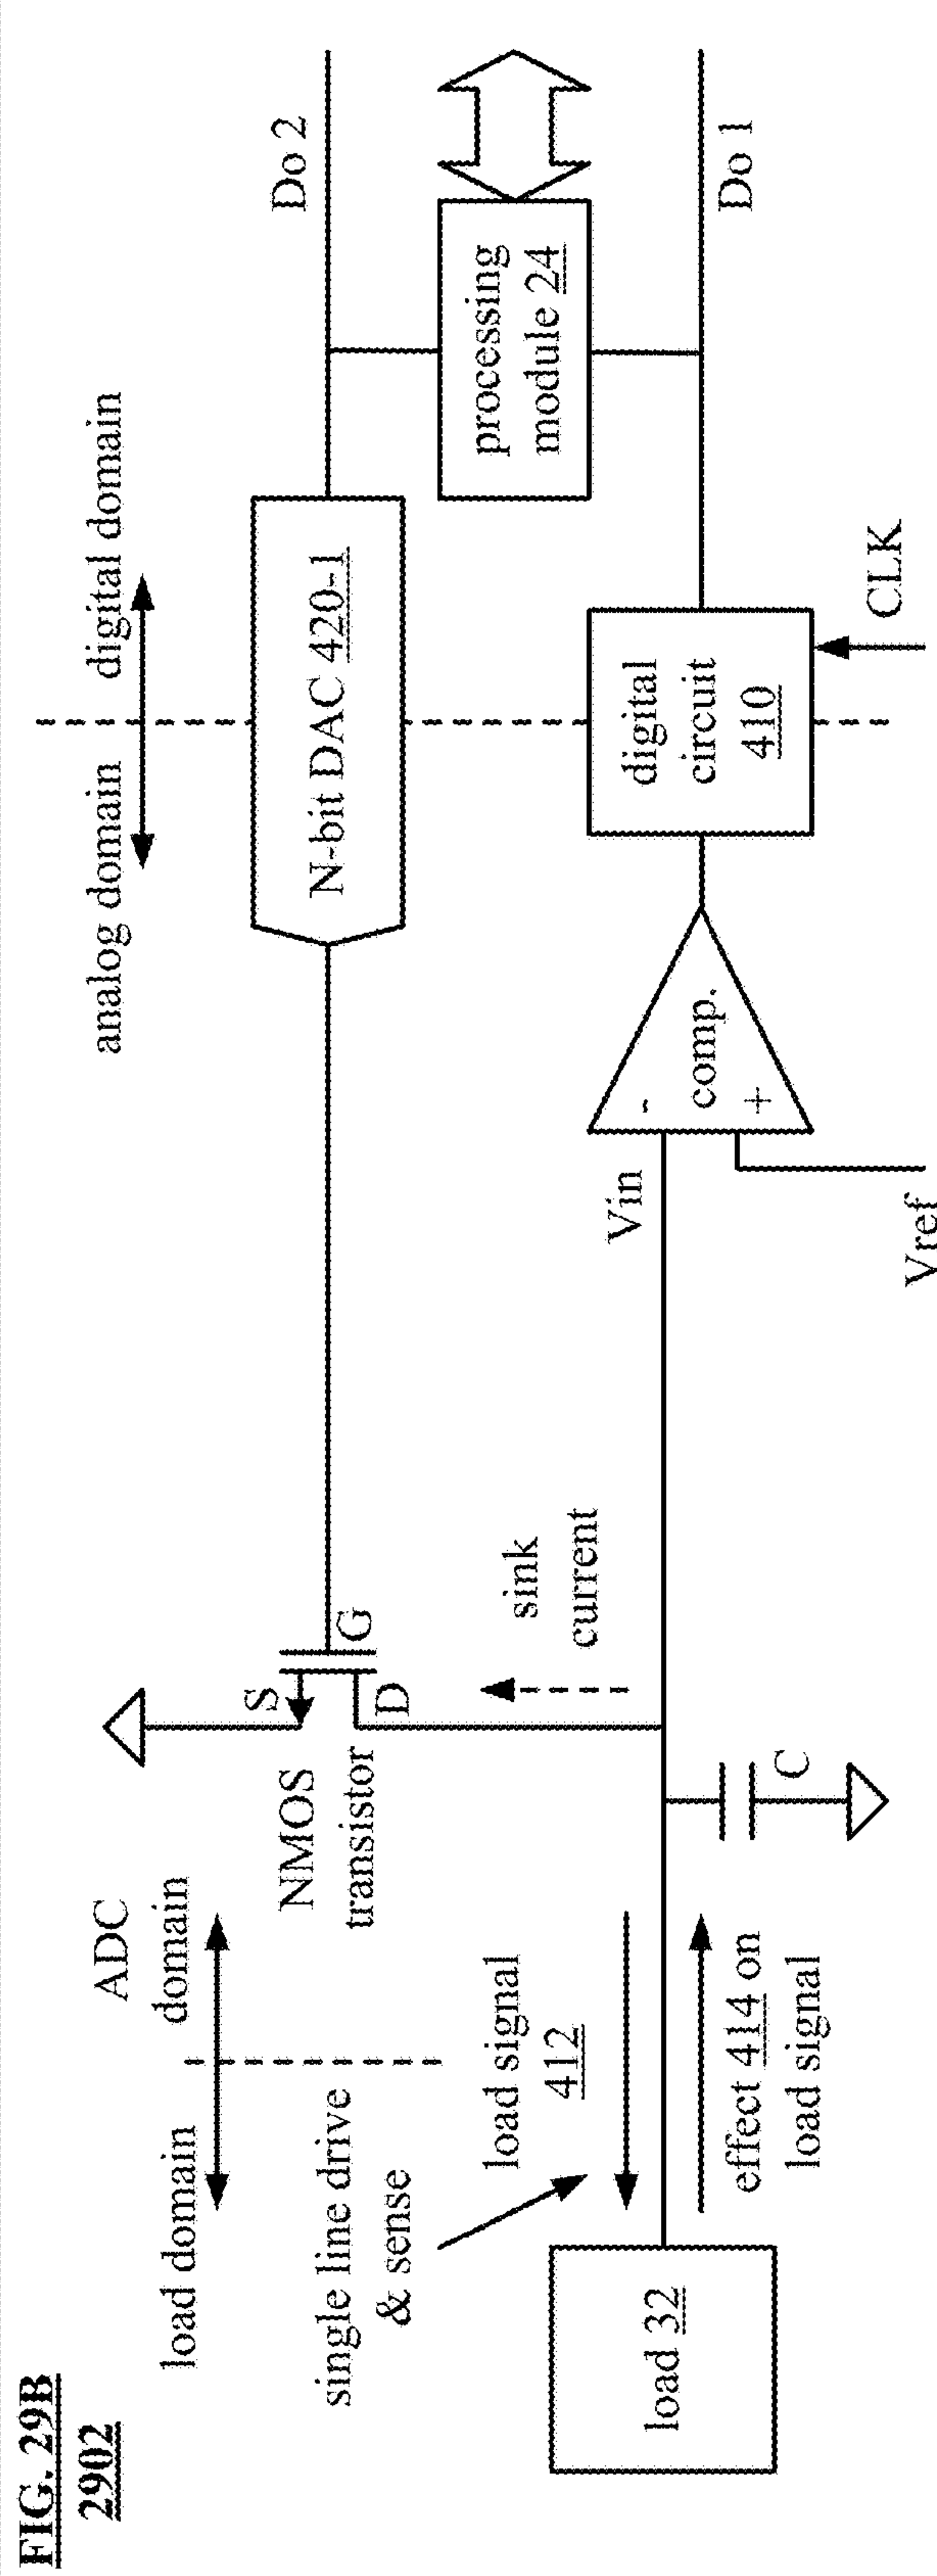 FIG. 29B
2902
load domain
ADC
domain
analog domain
digital domain
single line drive
& sense
NMOS
transistor
S
G
D
N-bit DAC 420-1
Do 2
load signal
412
sink
current
processing
module 24
load 32
effect 414 on
load signal
C
Vin
Vref
-
comp.
+
digital
circuit
410
CLK
Do 1